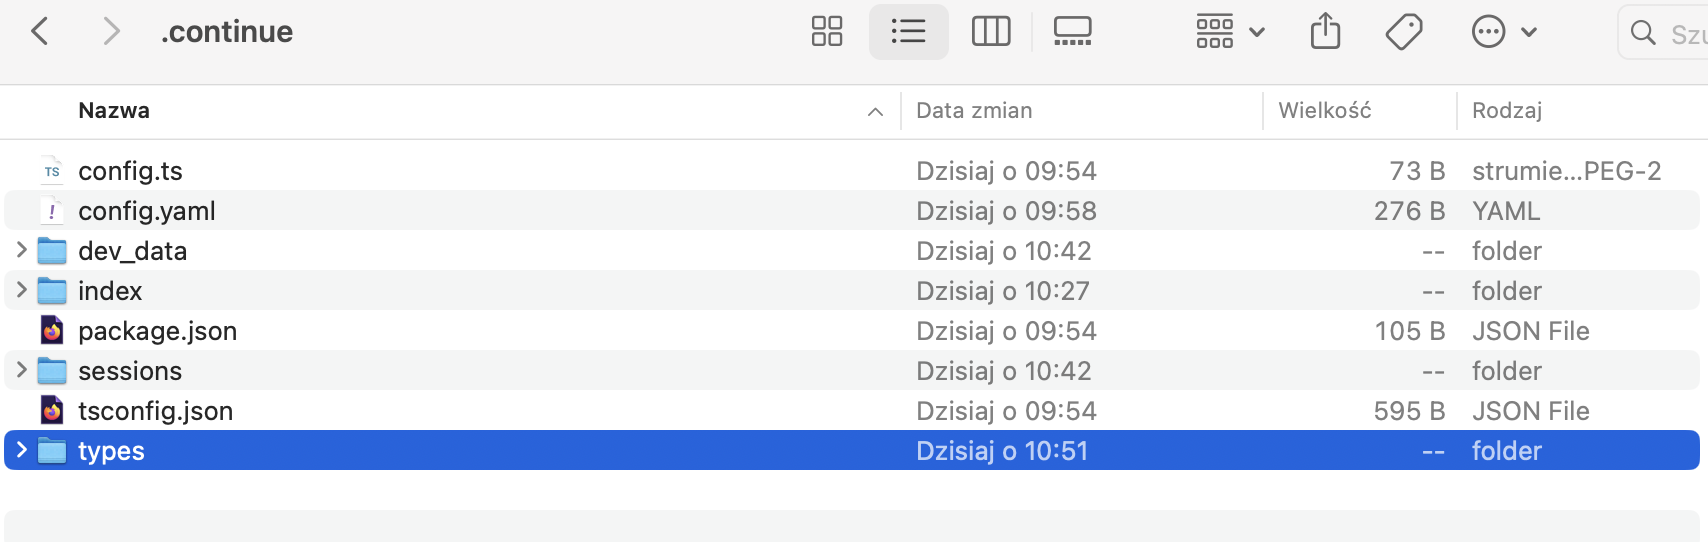 .continue
Nazwa Data zmian Wielkość Rodzaj
TS config.ts Dzisiaj o 09:54 73 B strumie...PEG-2
! config.yaml Dzisiaj o 09:58 276 B YAML
dev_data Dzisiaj o 10:42 -- folder
index Dzisiaj o 10:27 -- folder
package.json Dzisiaj o 09:54 105 B JSON File
sessions Dzisiaj o 10:42 -- folder
tsconfig.json Dzisiaj o 09:54 595 B JSON File
types Dzisiaj o 10:51 -- folder